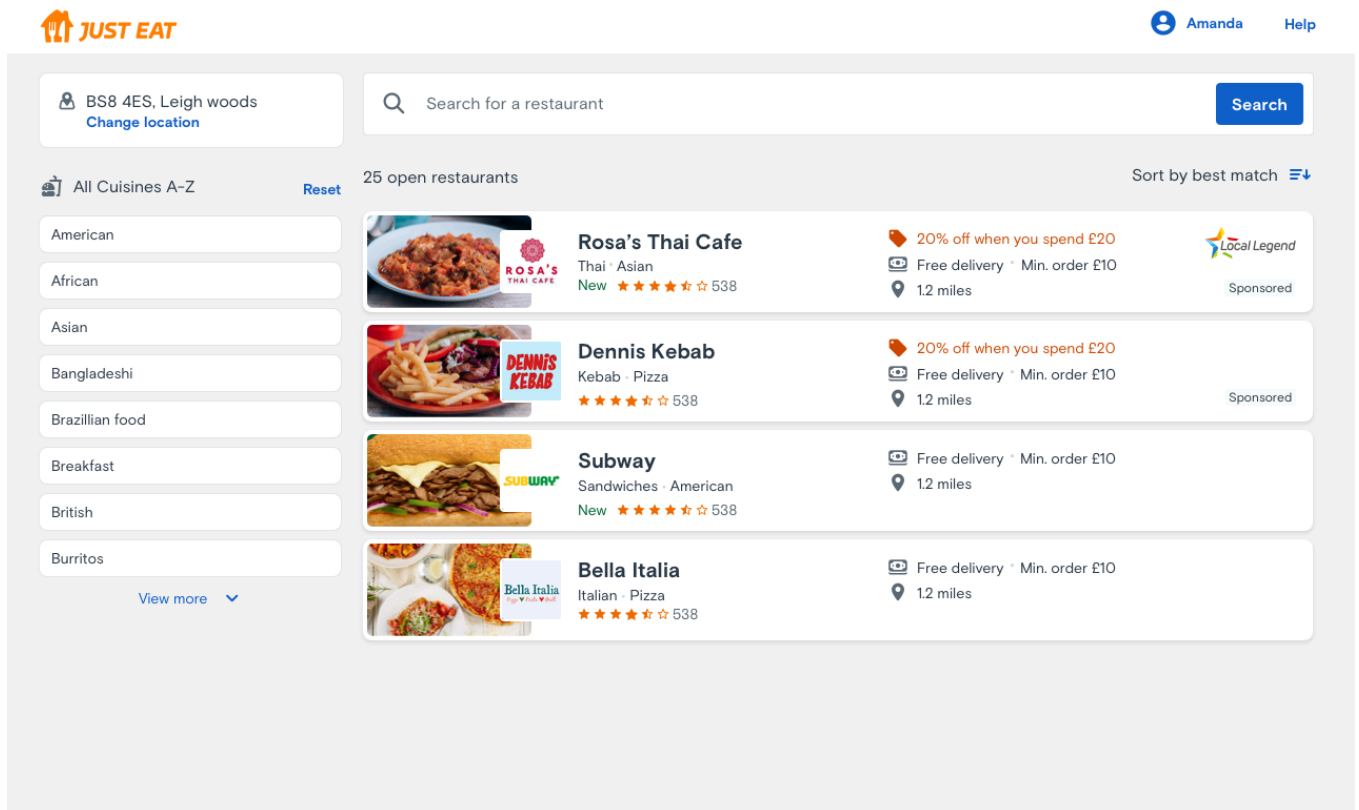 JUST EAT
Amanda
Help
BS8 4ES, Leigh woods
Change location
Search for a restaurant
Search
All Cuisines A-Z
Reset
American
African
Asian
Bangladeshi
Brazillian food
Breakfast
British
Burritos
View more
25 open restaurants
Sort by best match
ROSA'S
THAI CAFE
Rosa's Thai Cafe
Thai · Asian
New 538
20% off when you spend £20
Free delivery · Min. order £10
1.2 miles
Local Legend
Sponsored
DENNIS
KEBAB
Dennis Kebab
Kebab · Pizza
538
20% off when you spend £20
Free delivery · Min. order £10
1.2 miles
Sponsored
SUBWAY
Subway
Sandwiches · American
New 538
Free delivery · Min. order £10
1.2 miles
Bella Italia
Bella Italia
Italian · Pizza
538
Free delivery · Min. order £10
1.2 miles